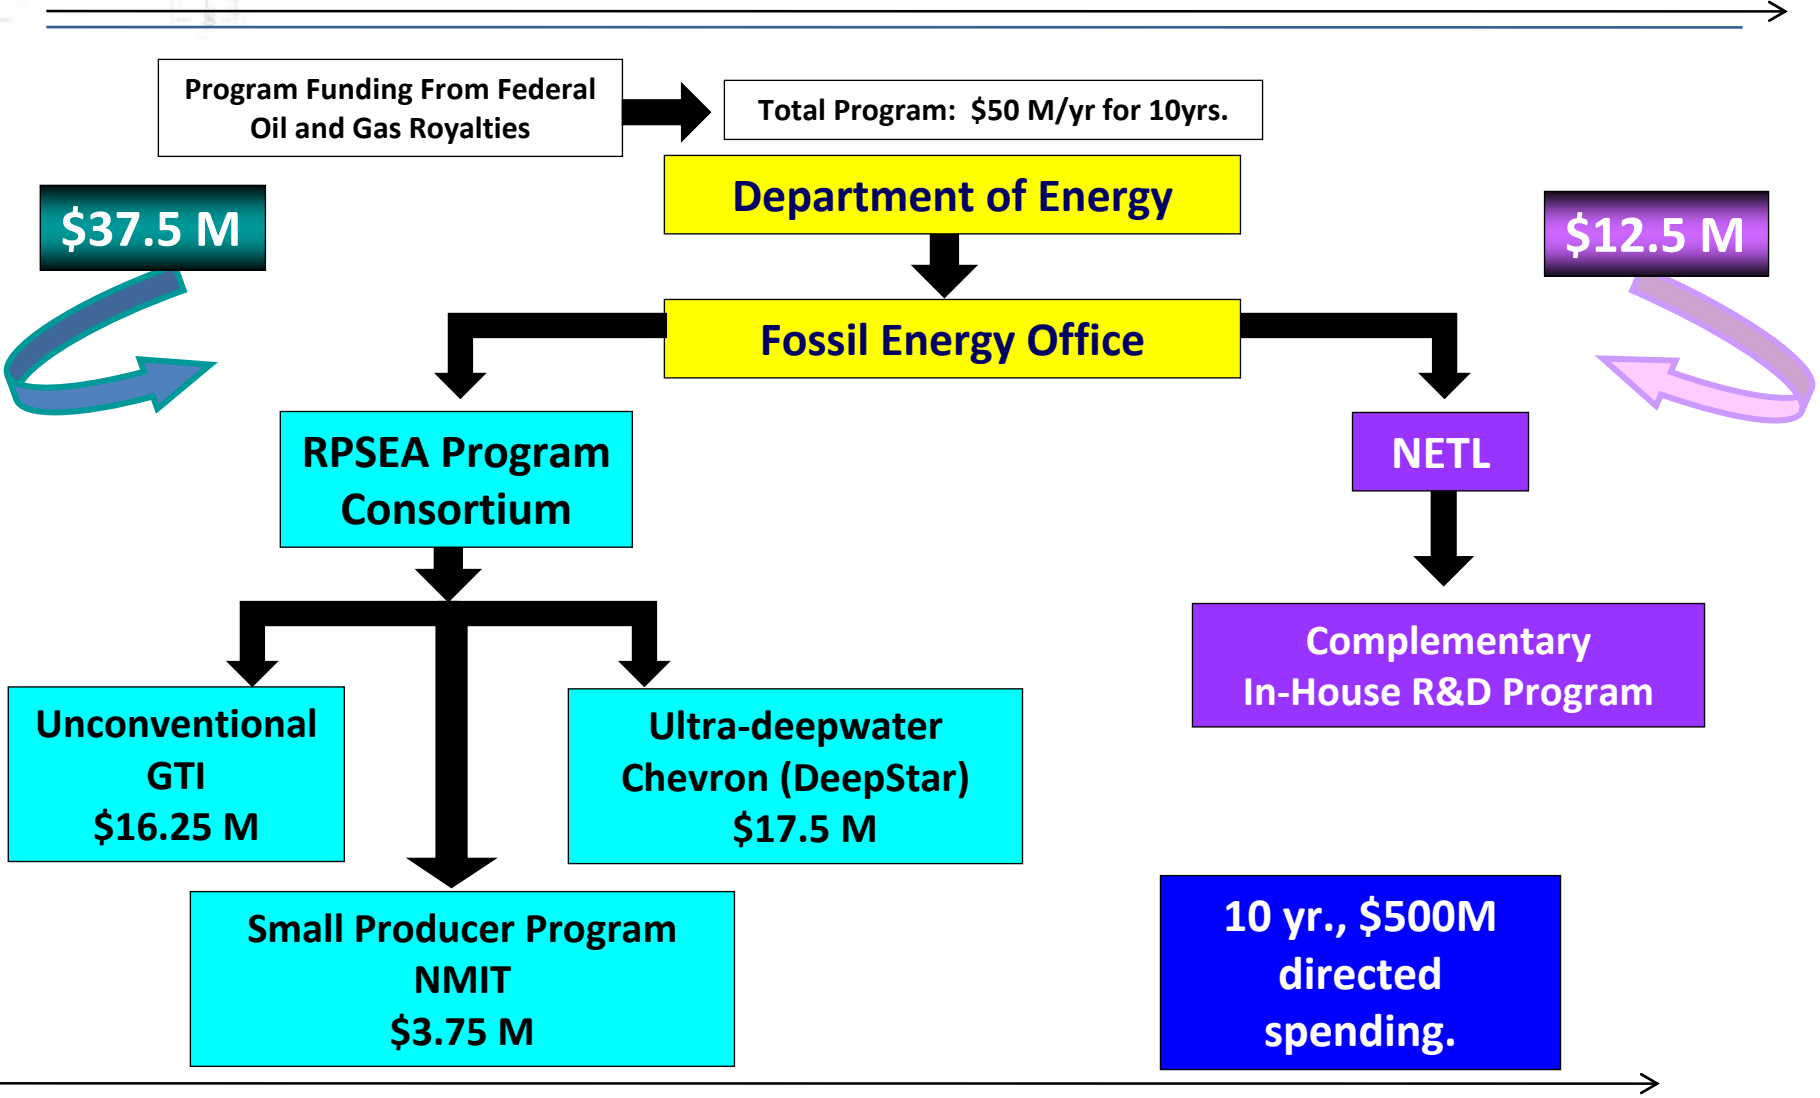 Program Funding From Federal
Oil and Gas Royalties
Total Program:  $50 M/yr for 10yrs.
Department of Energy
$37.5 M
$12.5 M
Fossil Energy Office
RPSEA Program
Consortium
NETL
Complementary
In-House R&D Program
Unconventional
GTI
$16.25 M
Ultra-deepwater
Chevron (DeepStar)
$17.5 M
Small Producer Program
NMIT
$3.75 M
10 yr., $500M
directed
spending.